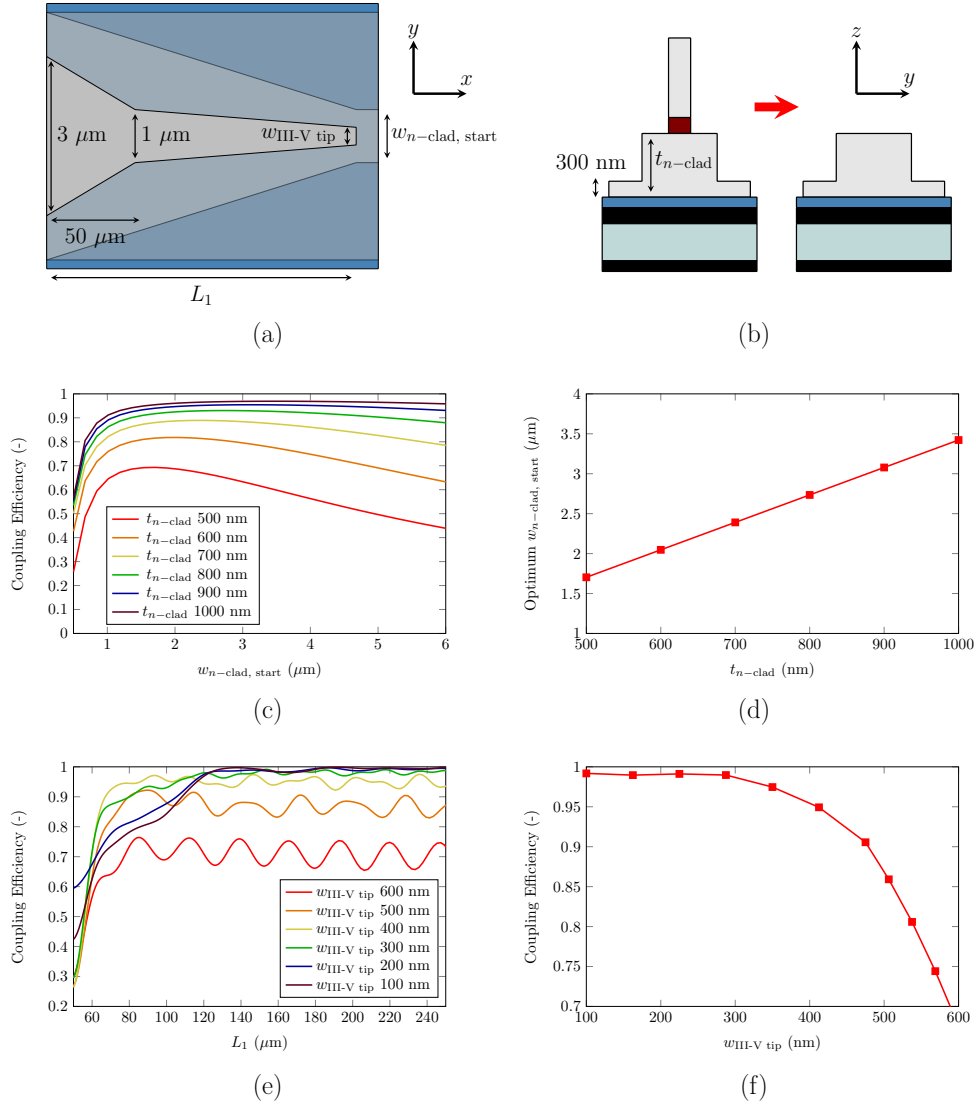 y
x
3 μm
1 μm
w_III-V tip
w_n−clad, start
50 μm
L_1
(a)
z
y
300 nm
t_n−clad
(b)
Coupling Efficiency (-)
1
0.9
0.8
0.7
0.6
0.5
0.4
0.3
0.2
0.1
0
t_n−clad 500 nm
t_n−clad 600 nm
t_n−clad 700 nm
t_n−clad 800 nm
t_n−clad 900 nm
t_n−clad 1000 nm
1 2 3 4 5 6
w_n−clad, start (μm)
(c)
Optimum w_n−clad, start (μm)
4
3.5
3
2.5
2
1.5
1
500 600 700 800 900 1000
t_n−clad (nm)
(d)
Coupling Efficiency (-)
1
0.9
0.8
0.7
0.6
0.5
0.4
0.3
0.2
w_III-V tip 600 nm
w_III-V tip 500 nm
w_III-V tip 400 nm
w_III-V tip 300 nm
w_III-V tip 200 nm
w_III-V tip 100 nm
60 80 100 120 140 160 180 200 220 240
L_1 (μm)
(e)
Coupling Efficiency (-)
1
0.95
0.9
0.85
0.8
0.75
0.7
100 200 300 400 500 600
w_III-V tip (nm)
(f)